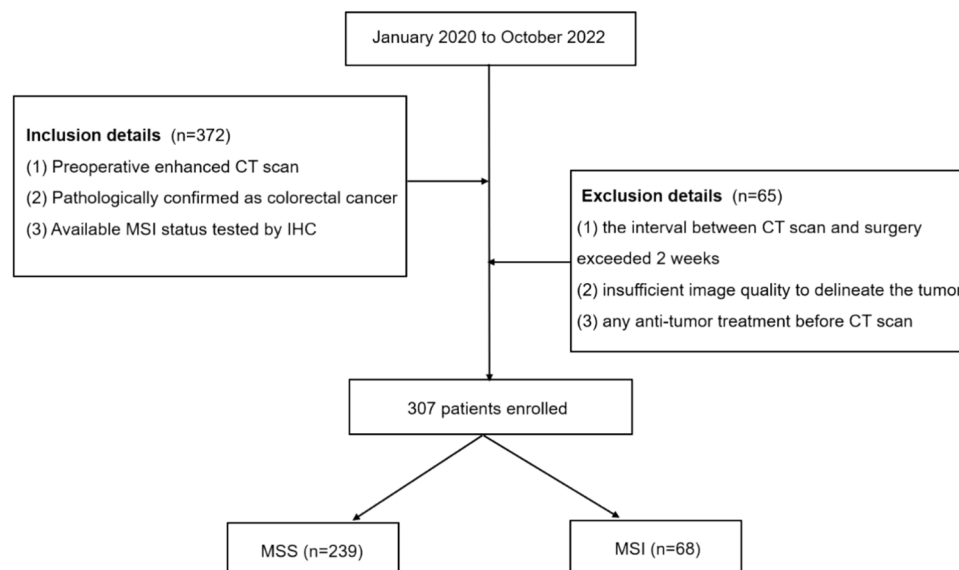 January 2020 to October 2022
Inclusion details (n=372)
(1) Preoperative enhanced CT scan
(2) Pathologically confirmed as colorectal cancer
(3) Available MSI status tested by IHC
Exclusion details (n=65)
(1) the interval between CT scan and surgery
exceeded 2 weeks
(2) insufficient image quality to delineate the tumor
(3) any anti-tumor treatment before CT scan
307 patients enrolled
MSS (n=239)
MSI (n=68)